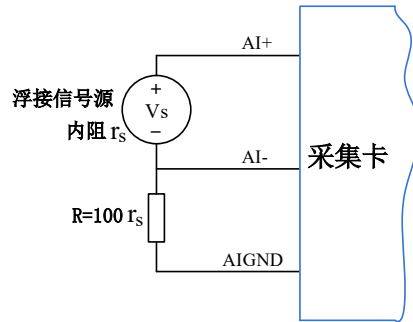 AI+
浮接信号源
+
Vs
−
内阻 rs
AI-
采集卡
R=100 rs
AIGND